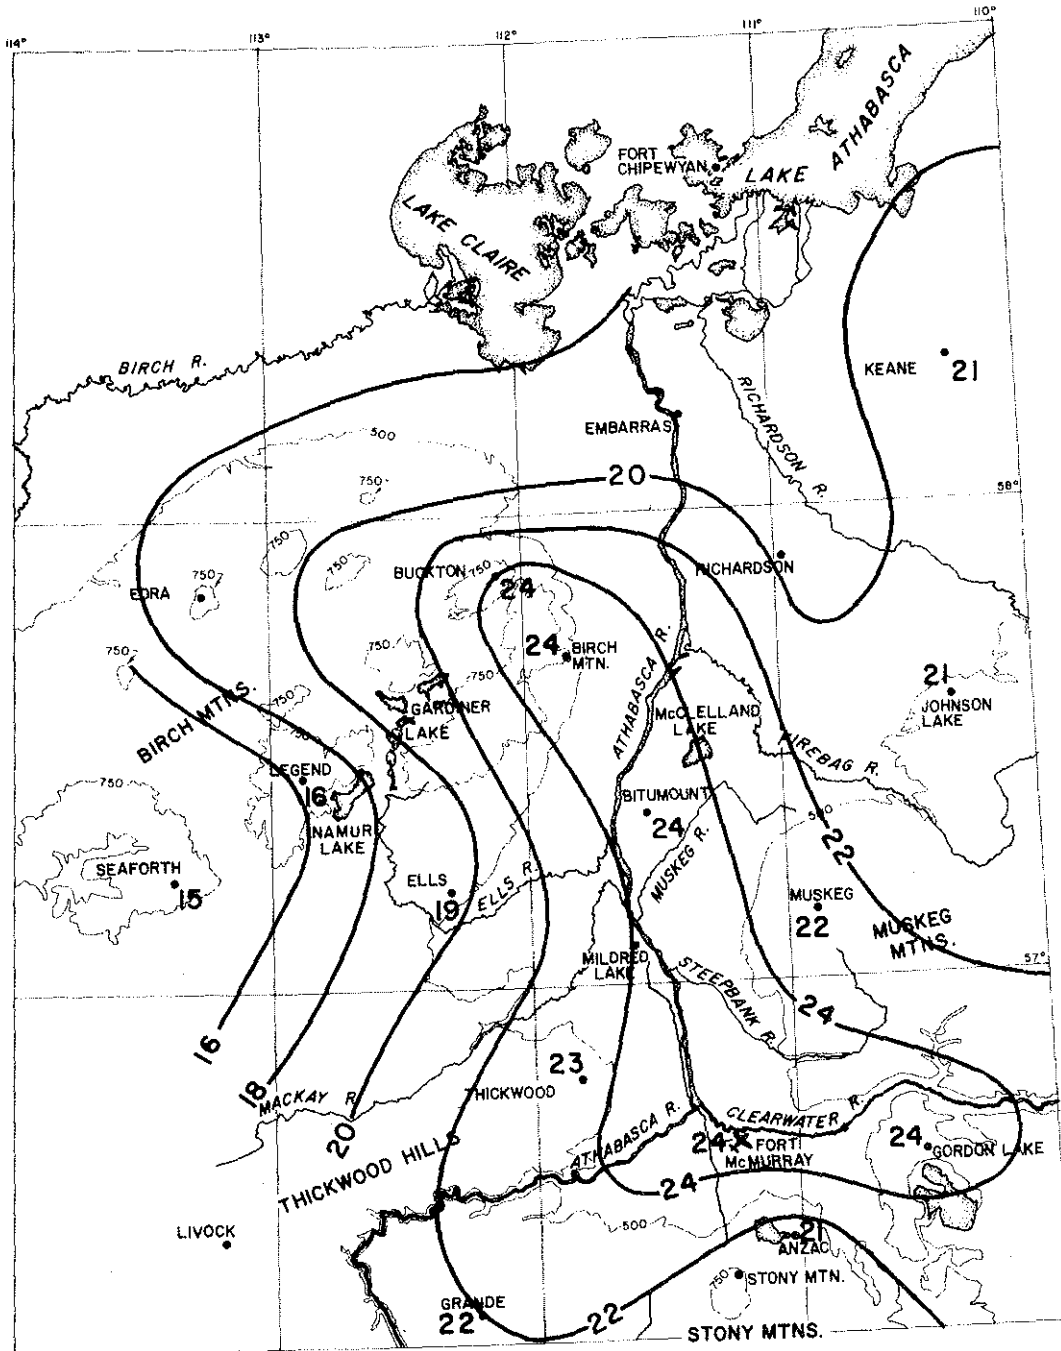 114°
113°
112°
111°
110°
LAKE ATHABASCA
FORT
CHIPEWYAN
LAKE CLAIRE
BIRCH R.
KEANE
21
RICHARDSON R.
EMBARRAS
500
750
750
20
58°
750
750
BUCKTON
750
24
RICHARDSON
750
EDRA
24
BIRCH
MTN.
750
750
ATHABASCA R.
21
JOHNSON
LAKE
BIRCH MTNS.
750
GARDINER
LAKE
McCLELLAND
LAKE
FIREBAG R.
750
750
LEGEND
16
NAMUR
LAKE
BITUMOUNT
24
500
22
MUSKEG R.
SEAFORTH
15
ELLS
19
ELLS R.
MUSKEG
22
MUSKEG
MTNS.
57°
MILDRED
LAKE
STEEPBANK R.
24
16
18
MACKAY R.
20
23
THICKWOOD
THICKWOOD HILLS
ATHABASCA R.
CLEARWATER R.
24
FORT
McMURRAY
24
GORDON LAKE
24
LIVOCK
500
21
ANZAC
750
STONY MTN.
GRANDE
22
22
STONY MTNS.